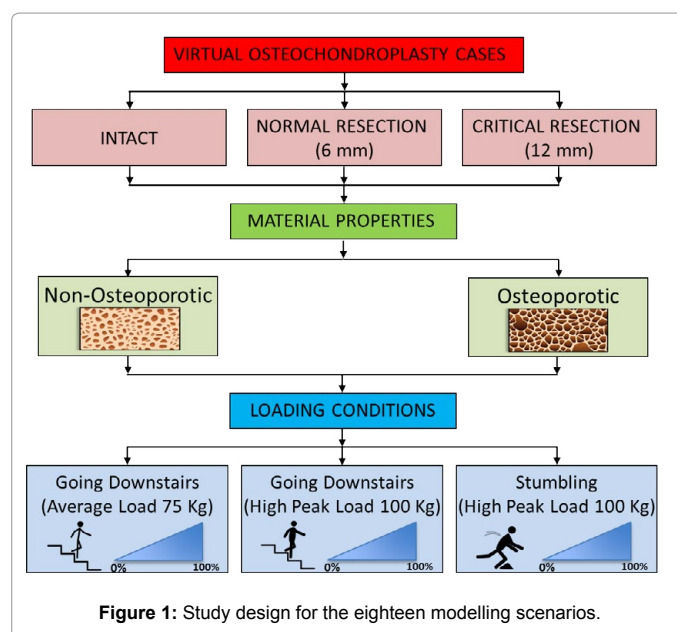 VIRTUAL OSTEOCHONDROPLASTY CASES
INTACT
NORMAL RESECTION
(6 mm)
CRITICAL RESECTION
(12 mm)
MATERIAL PROPERTIES
Non-Osteoporotic
Osteoporotic
LOADING CONDITIONS
Going Downstairs
(Average Load 75 Kg)
0%
100%
Going Downstairs
(High Peak Load 100 Kg)
0%
100%
Stumbling
(High Peak Load 100 Kg)
0%
100%
Figure 1: Study design for the eighteen modelling scenarios.